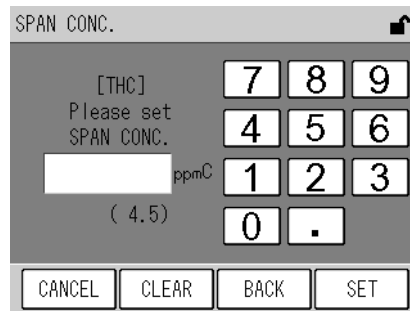 SPAN CONC.
[THC]
Please set
SPAN CONC.
ppmC
( 4.5)
7 8 9
4 5 6
1 2 3
0 .
CANCEL CLEAR BACK SET